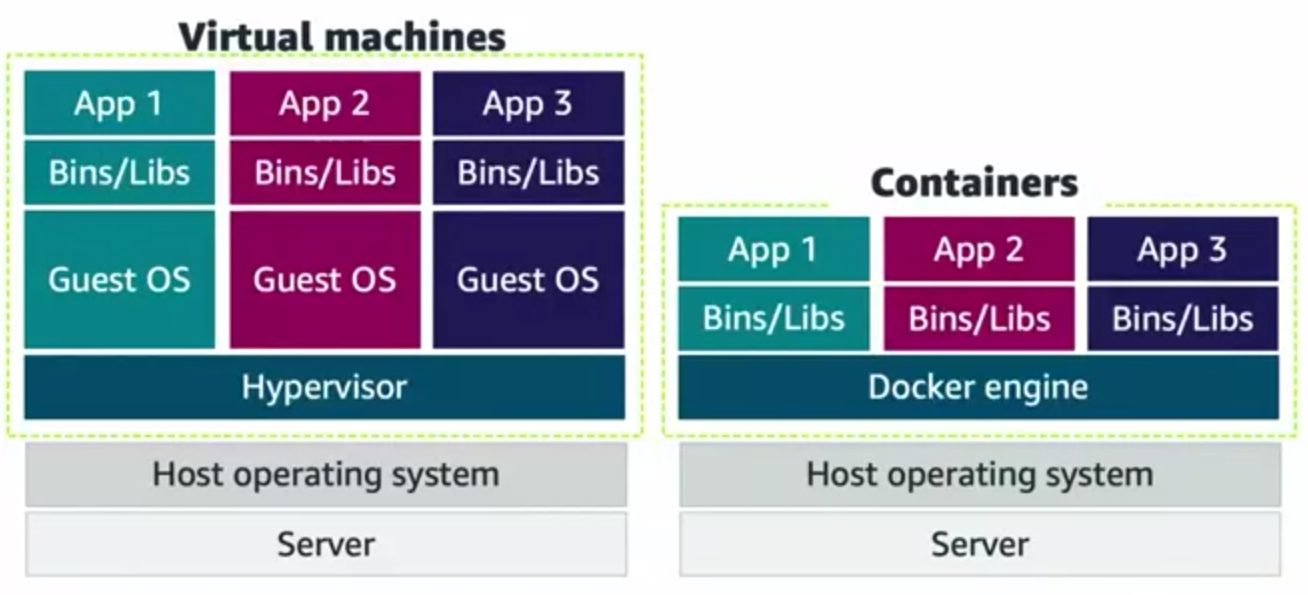 Virtual machines
App 1
App 2
App 3
Bins/Libs
Bins/Libs
Bins/Libs
Guest OS
Guest OS
Guest OS
Hypervisor
Host operating system
Server
Containers
App 1
App 2
App 3
Bins/Libs
Bins/Libs
Bins/Libs
Docker engine
Host operating system
Server